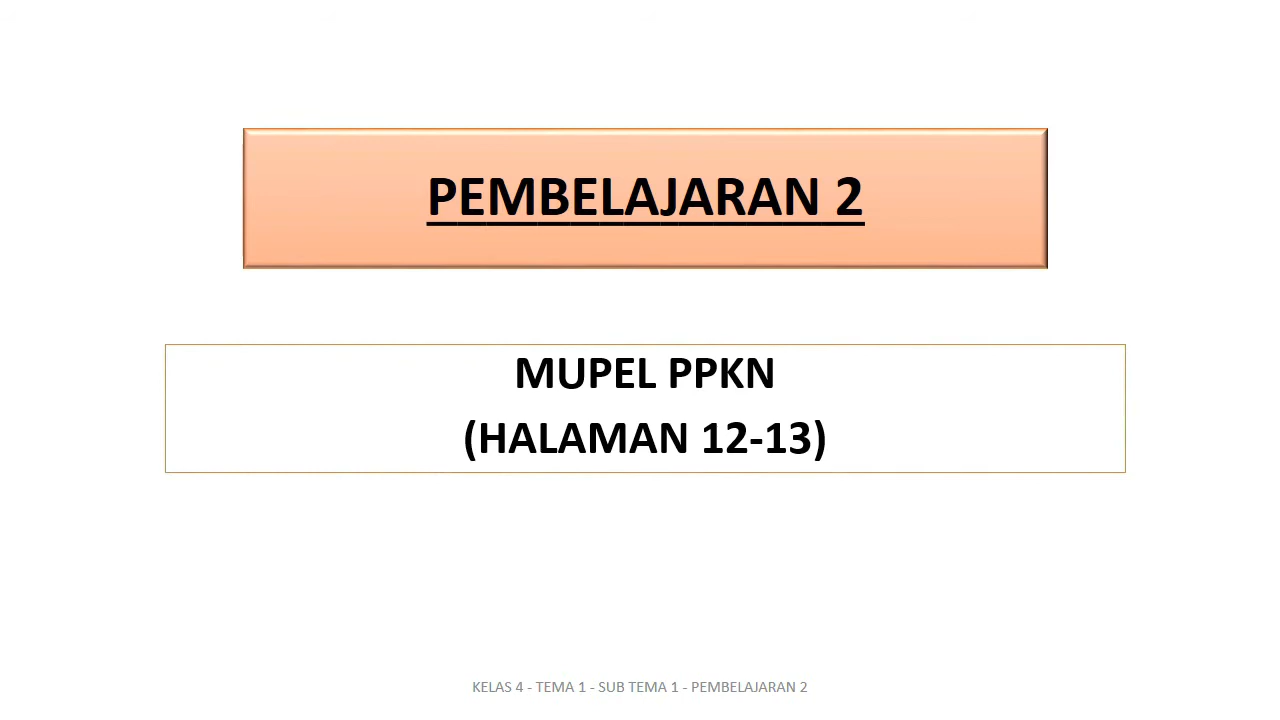 PEMBELAJARAN 2
MUPEL PPKN
(HALAMAN 12-13)
KELAS 4 - TEMA 1 - SUB TEMA 1 - PEMBELAJARAN 2